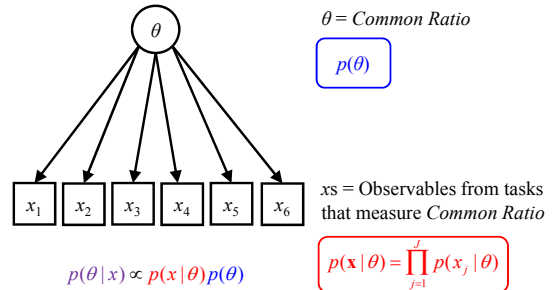 θ
θ = Common Ratio
p(θ)
x₁ x₂ x₃ x₄ x₅ x₆
xs = Observables from tasks
that measure Common Ratio
p(θ | x) ∝ p(x | θ)p(θ)
p(𝐱 | θ) = ∏_{j=1}^{J} p(x_j | θ)